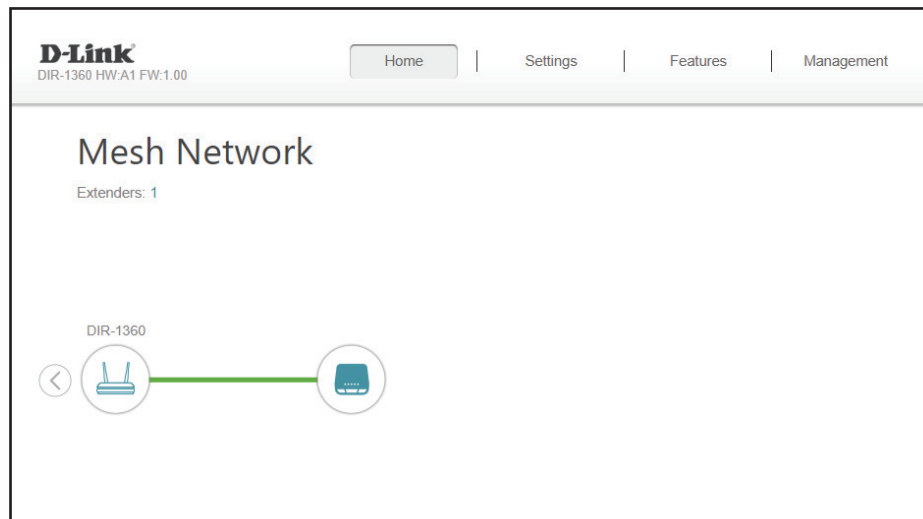 D-Link
DIR-1360 HW:A1 FW:1.00
Home
Settings
Features
Management
Mesh Network
Extenders: 1
DIR-1360